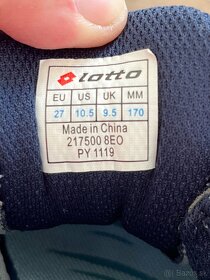 lotto
EU US UK MM
27 10.5 9.5 170
Made in China
217500 8EO
PY 1119
bazos.sk